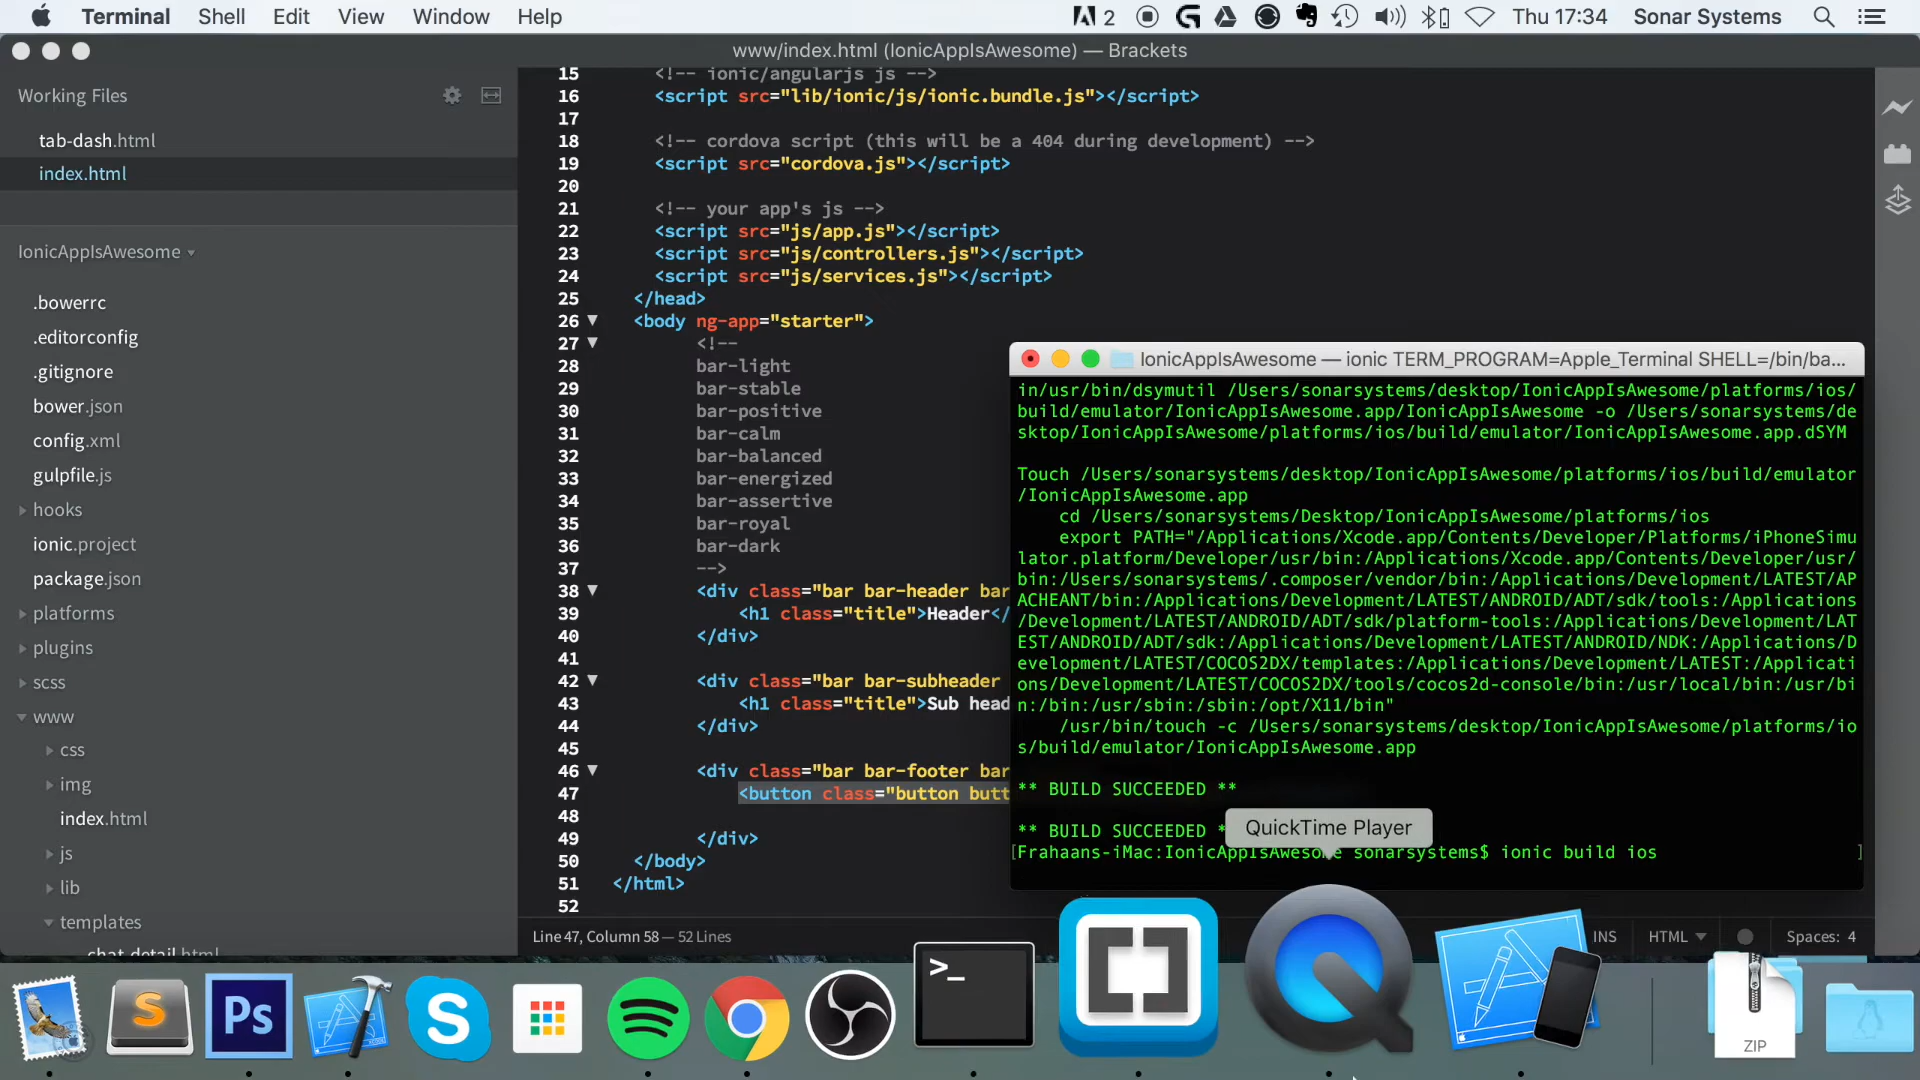 Terminal Shell Edit View Window Help 2 Thu 17:34 Sonar Systems
www/index.html (IonicAppIsAwesome) — Brackets
Working Files
tab-dash.html
index.html
IonicAppIsAwesome
.bowerrc
.editorconfig
.gitignore
bower.json
config.xml
gulpfile.js
hooks
ionic.project
package.json
platforms
plugins
scss
www
css
img
index.html
js
lib
templates
chat-detail.html
15 <!-- ionic/angularjs js -->
16 <script src="lib/ionic/js/ionic.bundle.js"></script>
17
18 <!-- cordova script (this will be a 404 during development) -->
19 <script src="cordova.js"></script>
20
21 <!-- your app's js -->
22 <script src="js/app.js"></script>
23 <script src="js/controllers.js"></script>
24 <script src="js/services.js"></script>
25 </head>
26 <body ng-app="starter">
27 <!--
28 bar-light
29 bar-stable
30 bar-positive
31 bar-calm
32 bar-balanced
33 bar-energized
34 bar-assertive
35 bar-royal
36 bar-dark
37 -->
38 <div class="bar bar-header bar
39 <h1 class="title">Header</
40 </div>
41
42 <div class="bar bar-subheader
43 <h1 class="title">Sub head
44 </div>
45
46 <div class="bar bar-footer bar
47 <button class="button butt
48
49 </div>
50 </body>
51 </html>
52
Line 47, Column 58 — 52 Lines
INS HTML Spaces: 4
IonicAppIsAwesome — ionic TERM_PROGRAM=Apple_Terminal SHELL=/bin/ba...
in/usr/bin/dsymutil /Users/sonarsystems/desktop/IonicAppIsAwesome/platforms/ios/
build/emulator/IonicAppIsAwesome.app/IonicAppIsAwesome -o /Users/sonarsystems/de
sktop/IonicAppIsAwesome/platforms/ios/build/emulator/IonicAppIsAwesome.app.dSYM
Touch /Users/sonarsystems/desktop/IonicAppIsAwesome/platforms/ios/build/emulator
/IonicAppIsAwesome.app
cd /Users/sonarsystems/Desktop/IonicAppIsAwesome/platforms/ios
export PATH="/Applications/Xcode.app/Contents/Developer/Platforms/iPhoneSimu
lator.platform/Developer/usr/bin:/Applications/Xcode.app/Contents/Developer/usr/
bin:/Users/sonarsystems/.composer/vendor/bin:/Applications/Development/LATEST/AP
ACHEANT/bin:/Applications/Development/LATEST/ANDROID/ADT/sdk/tools:/Applications
/Development/LATEST/ANDROID/ADT/sdk/platform-tools:/Applications/Development/LAT
EST/ANDROID/ADT/sdk:/Applications/Development/LATEST/ANDROID/NDK:/Applications/D
evelopment/LATEST/COCOS2DX/templates:/Applications/Development/LATEST:/Applicati
ons/Development/LATEST/COCOS2DX/tools/cocos2d-console/bin:/usr/local/bin:/usr/bi
n:/bin:/usr/sbin:/sbin:/opt/X11/bin"
/usr/bin/touch -c /Users/sonarsystems/desktop/IonicAppIsAwesome/platforms/io
s/build/emulator/IonicAppIsAwesome.app
** BUILD SUCCEEDED **
** BUILD SUCCEEDED *
[Frahaans-iMac:IonicAppIsAwesome sonarsystems$ ionic build ios ]
QuickTime Player
S
Ps
S
>_
ZIP